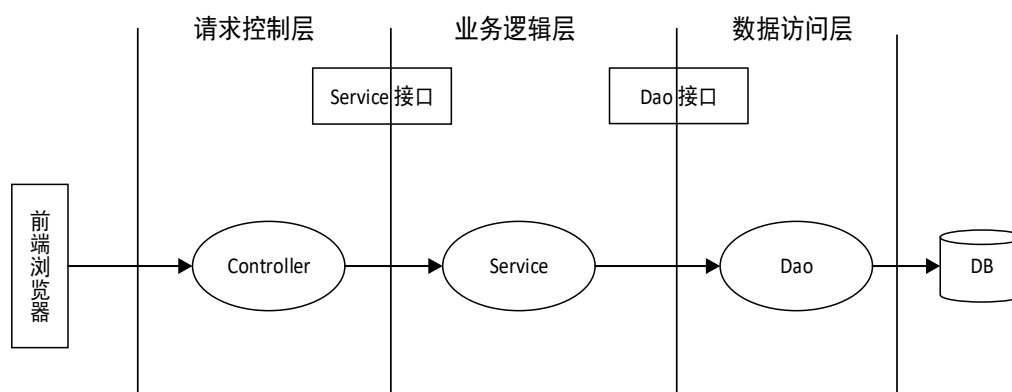 请求控制层
业务逻辑层
数据访问层
Service 接口
Dao 接口
前端浏览器
Controller
Service
Dao
DB